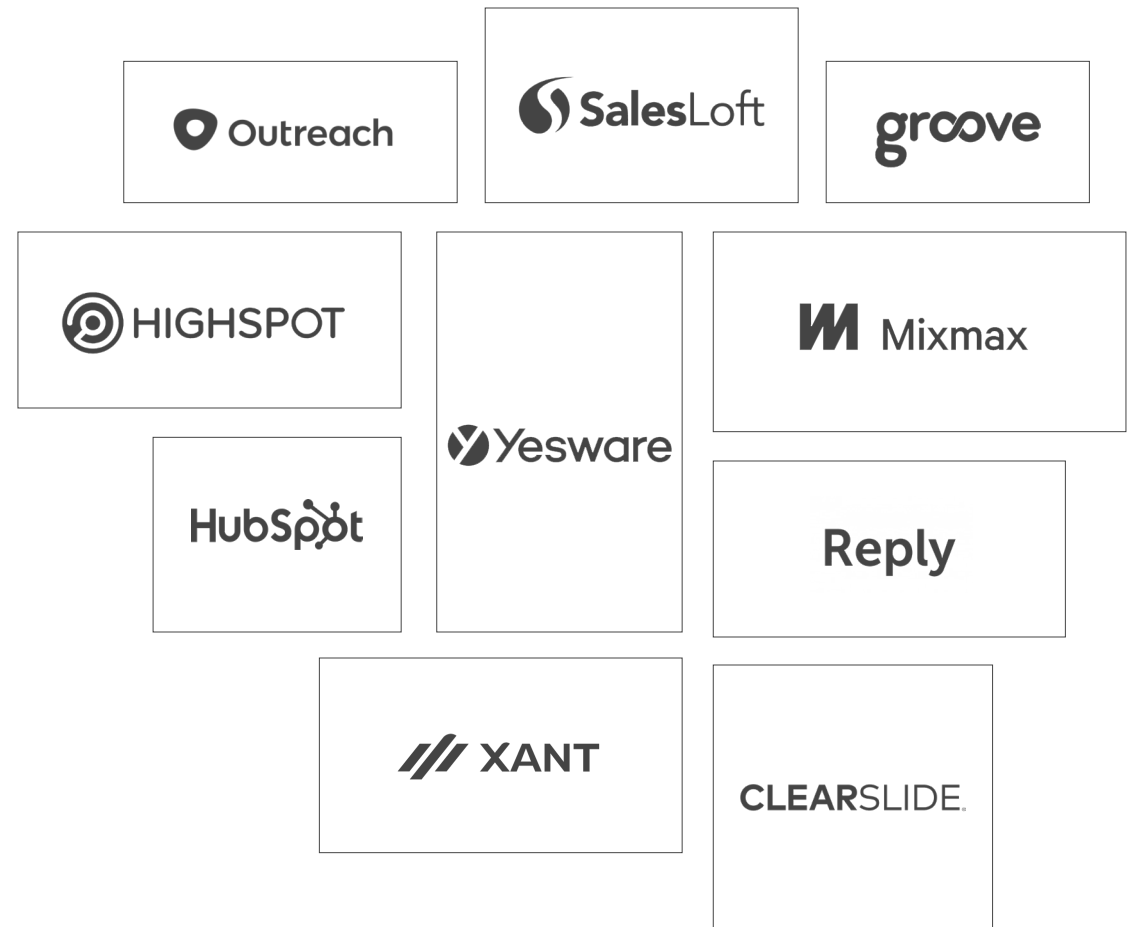 Outreach
SalesLoft
groove
HIGHSPOT
Yesware
Mixmax
HubSpot
Reply
XANT
CLEARSLIDE